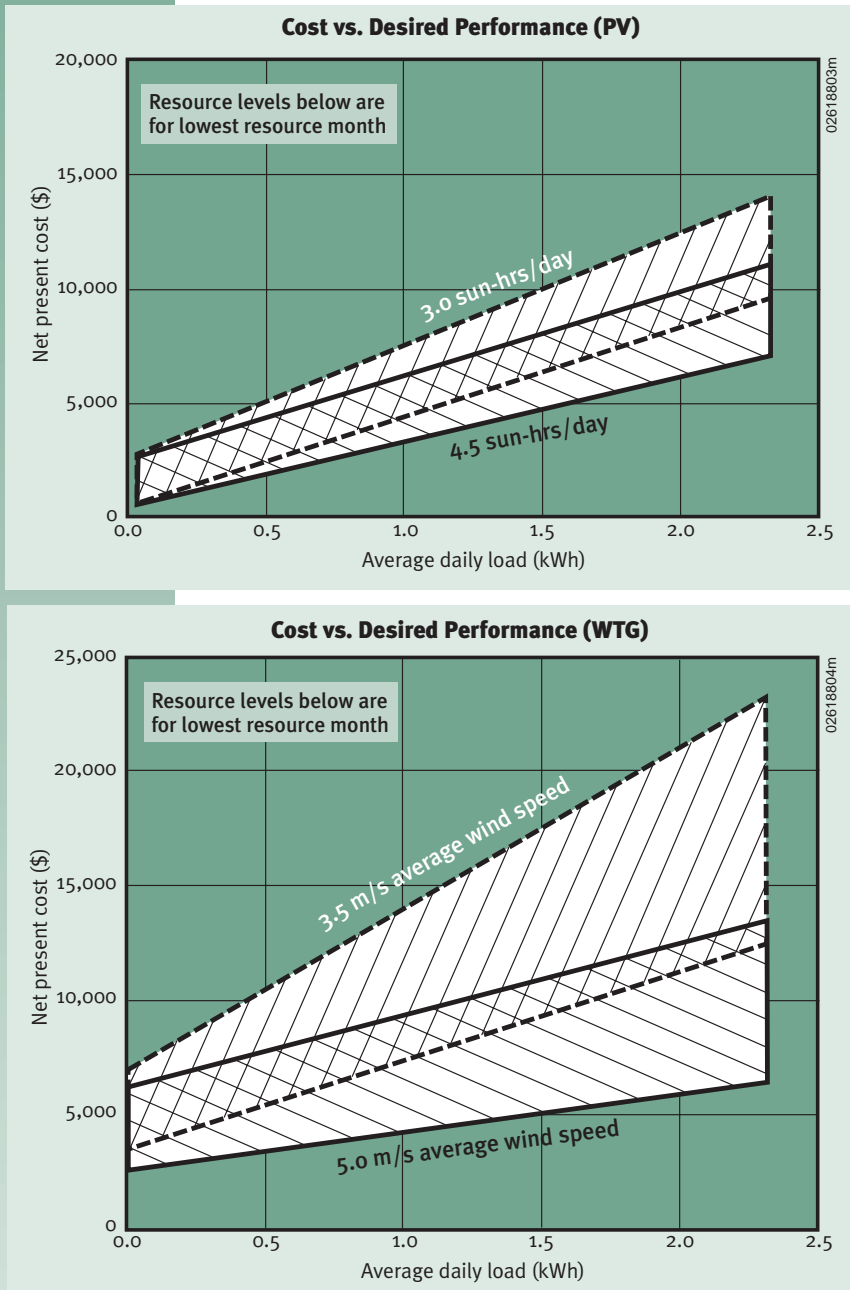 Cost vs. Desired Performance (PV)
20,000
15,000
10,000
5,000
0
Net present cost ($)
Resource levels below are
for lowest resource month
3.0 sun-hrs/day
4.5 sun-hrs/day
0.0 0.5 1.0 1.5 2.0 2.5
Average daily load (kWh)
02618803m
Cost vs. Desired Performance (WTG)
25,000
20,000
15,000
10,000
5,000
0
Net present cost ($)
Resource levels below are
for lowest resource month
3.5 m/s average wind speed
5.0 m/s average wind speed
0.0 0.5 1.0 1.5 2.0 2.5
Average daily load (kWh)
02618804m